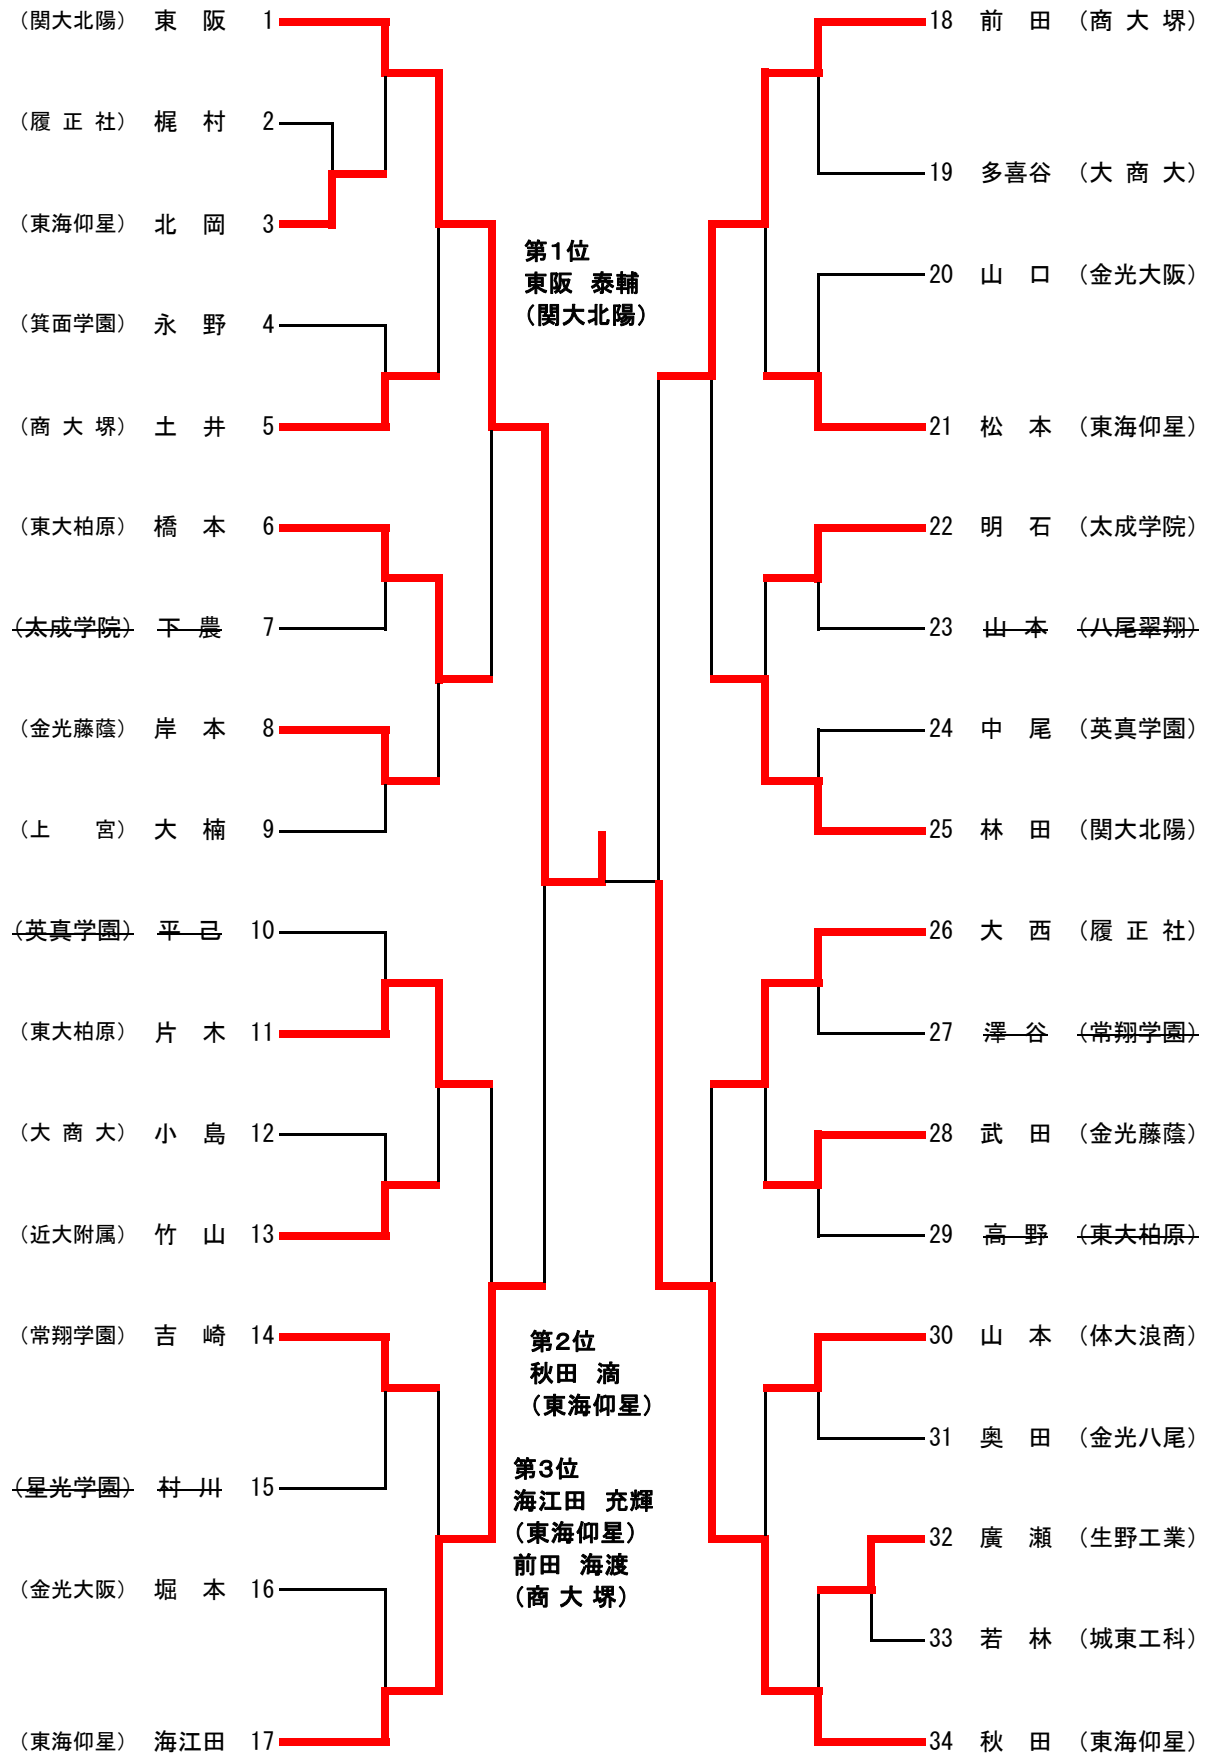 (関大北陽) 東 阪 1
(履 正 社) 梶 村 2
(東海仰星) 北 岡 3
(箕面学園) 永 野 4
(商 大 堺) 土 井 5
(東大柏原) 橋 本 6
(太成学院) 下 農 7
(金光藤蔭) 岸 本 8
(上 宮) 大 楠 9
(英真学園) 平 己 10
(東大柏原) 片 木 11
(大 商 大) 小 島 12
(近大附属) 竹 山 13
(常翔学園) 吉 崎 14
(星光学園) 村 川 15
(金光大阪) 堀 本 16
(東海仰星) 海江田 17
第1位
東阪 泰輔
(関大北陽)
第2位
秋田 滴
(東海仰星)
第3位
海江田 充輝
(東海仰星)
前田 海渡
(商 大 堺)
18 前 田 (商 大 堺)
19 多喜谷 (大 商 大)
20 山 口 (金光大阪)
21 松 本 (東海仰星)
22 明 石 (太成学院)
23 山 本 (八尾翠翔)
24 中 尾 (英真学園)
25 林 田 (関大北陽)
26 大 西 (履 正 社)
27 澤 谷 (常翔学園)
28 武 田 (金光藤蔭)
29 高 野 (東大柏原)
30 山 本 (体大浪商)
31 奥 田 (金光八尾)
32 廣 瀬 (生野工業)
33 若 林 (城東工科)
34 秋 田 (東海仰星)